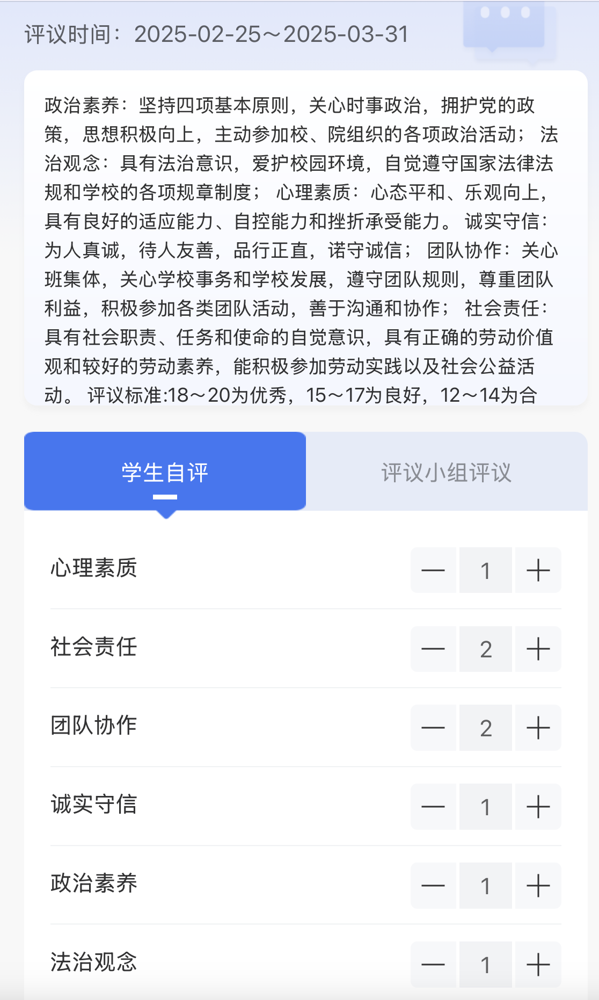 评议时间：2025-02-25～2025-03-31
政治素养：坚持四项基本原则，关心时事政治，拥护党的政
策，思想积极向上，主动参加校、院组织的各项政治活动； 法
治观念：具有法治意识，爱护校园环境，自觉遵守国家法律法
规和学校的各项规章制度； 心理素质：心态平和、乐观向上，
具有良好的适应能力、自控能力和挫折承受能力。 诚实守信：
为人真诚，待人友善，品行正直，诺守诚信； 团队协作：关心
班集体，关心学校事务和学校发展，遵守团队规则，尊重团队
利益，积极参加各类团队活动，善于沟通和协作； 社会责任：
具有社会职责、任务和使命的自觉意识，具有正确的劳动价值
观和较好的劳动素养，能积极参加劳动实践以及社会公益活
动。 评议标准:18～20为优秀，15～17为良好，12～14为合
学生自评 评议小组评议
心理素质 — 1 +
社会责任 — 2 +
团队协作 — 2 +
诚实守信 — 1 +
政治素养 — 1 +
法治观念 — 1 +